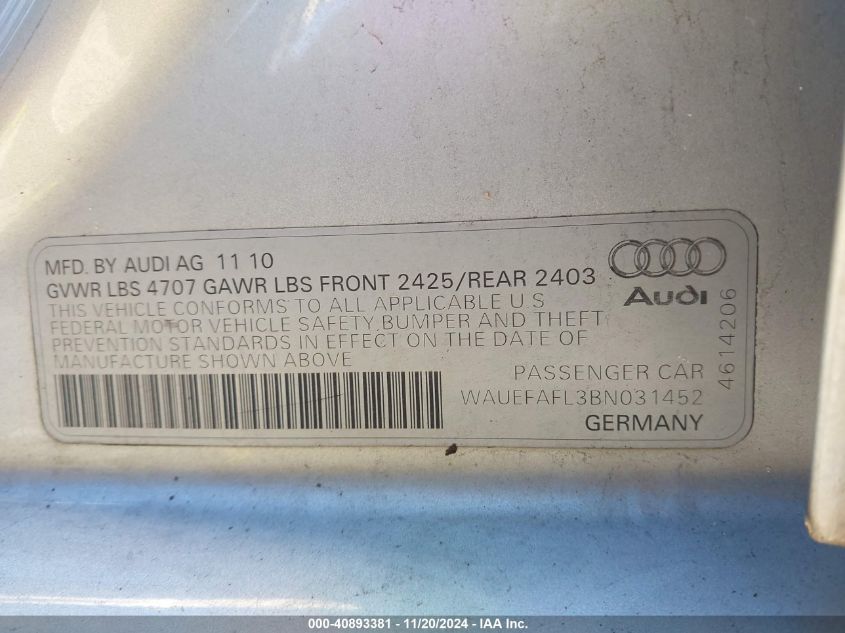 MFD. BY AUDI AG 11 10
GVWR LBS 4707 GAWR LBS FRONT 2425/REAR 2403
THIS VEHICLE CONFORMS TO ALL APPLICABLE U S
FEDERAL MOTOR VEHICLE SAFETY, BUMPER AND THEFT
PREVENTION STANDARDS IN EFFECT ON THE DATE OF
MANUFACTURE SHOWN ABOVE
Audi
4614206
PASSENGER CAR
WAUEFAFL3BN031452
GERMANY
000-40893381 - 11/20/2024 - IAA Inc.